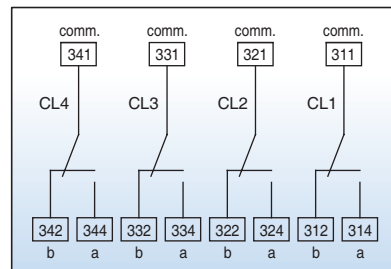 comm. comm. comm. comm.
341 331 321 311
CL4 CL3 CL2 CL1
342 344 332 334 322 324 312 314
b a b a b a b a